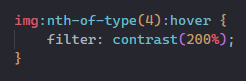 img:nth-of-type(4):hover {
    filter: contrast(200%);
}